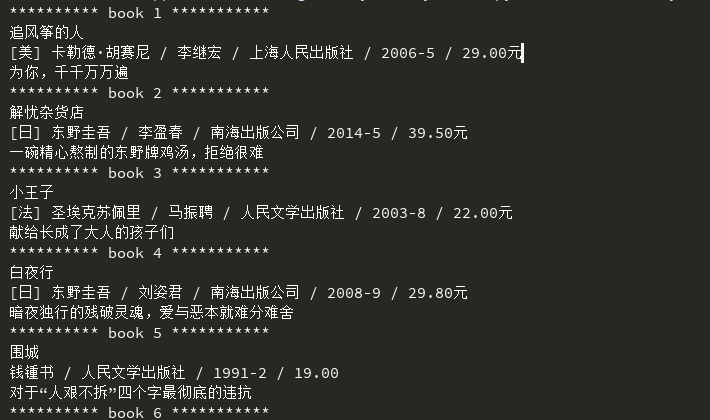 ********** book 1 ***********
追风筝的人
[美] 卡勒德·胡赛尼 / 李继宏 / 上海人民出版社 / 2006-5 / 29.00元
为你，千千万万遍
********** book 2 ***********
解忧杂货店
[日] 东野圭吾 / 李盈春 / 南海出版公司 / 2014-5 / 39.50元
一碗精心熬制的东野牌鸡汤，拒绝很难
********** book 3 ***********
小王子
[法] 圣埃克苏佩里 / 马振聘 / 人民文学出版社 / 2003-8 / 22.00元
献给长成了大人的孩子们
********** book 4 ***********
白夜行
[日] 东野圭吾 / 刘姿君 / 南海出版公司 / 2008-9 / 29.80元
暗夜独行的残破灵魂，爱与恶本就难分难舍
********** book 5 ***********
围城
钱锺书 / 人民文学出版社 / 1991-2 / 19.00
对于“人艰不拆”四个字最彻底的违抗
********** book 6 ***********